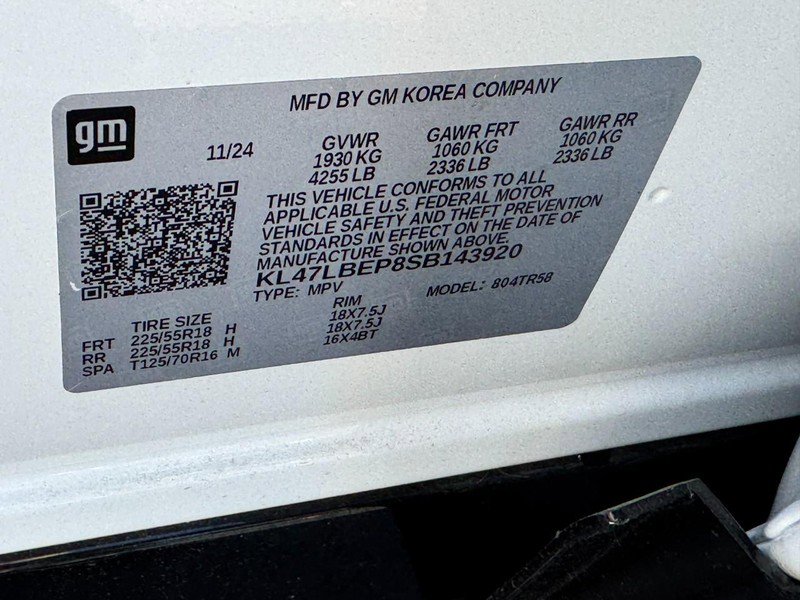 gm
MFD BY GM KOREA COMPANY
11/24
GVWR GAWR FRT GAWR RR
1930 KG 1060 KG 1060 KG
4255 LB 2336 LB 2336 LB
THIS VEHICLE CONFORMS TO ALL
APPLICABLE U.S. FEDERAL MOTOR
VEHICLE SAFETY AND THEFT PREVENTION
STANDARDS IN EFFECT ON THE DATE OF
MANUFACTURE SHOWN ABOVE.
KL47LBEP8SB143920
TYPE: MPV MODEL: 804TR58
TIRE SIZE RIM
FRT 225/55R18 H 18X7.5J
RR 225/55R18 H 18X7.5J
SPA T125/70R16 M 16X4BT